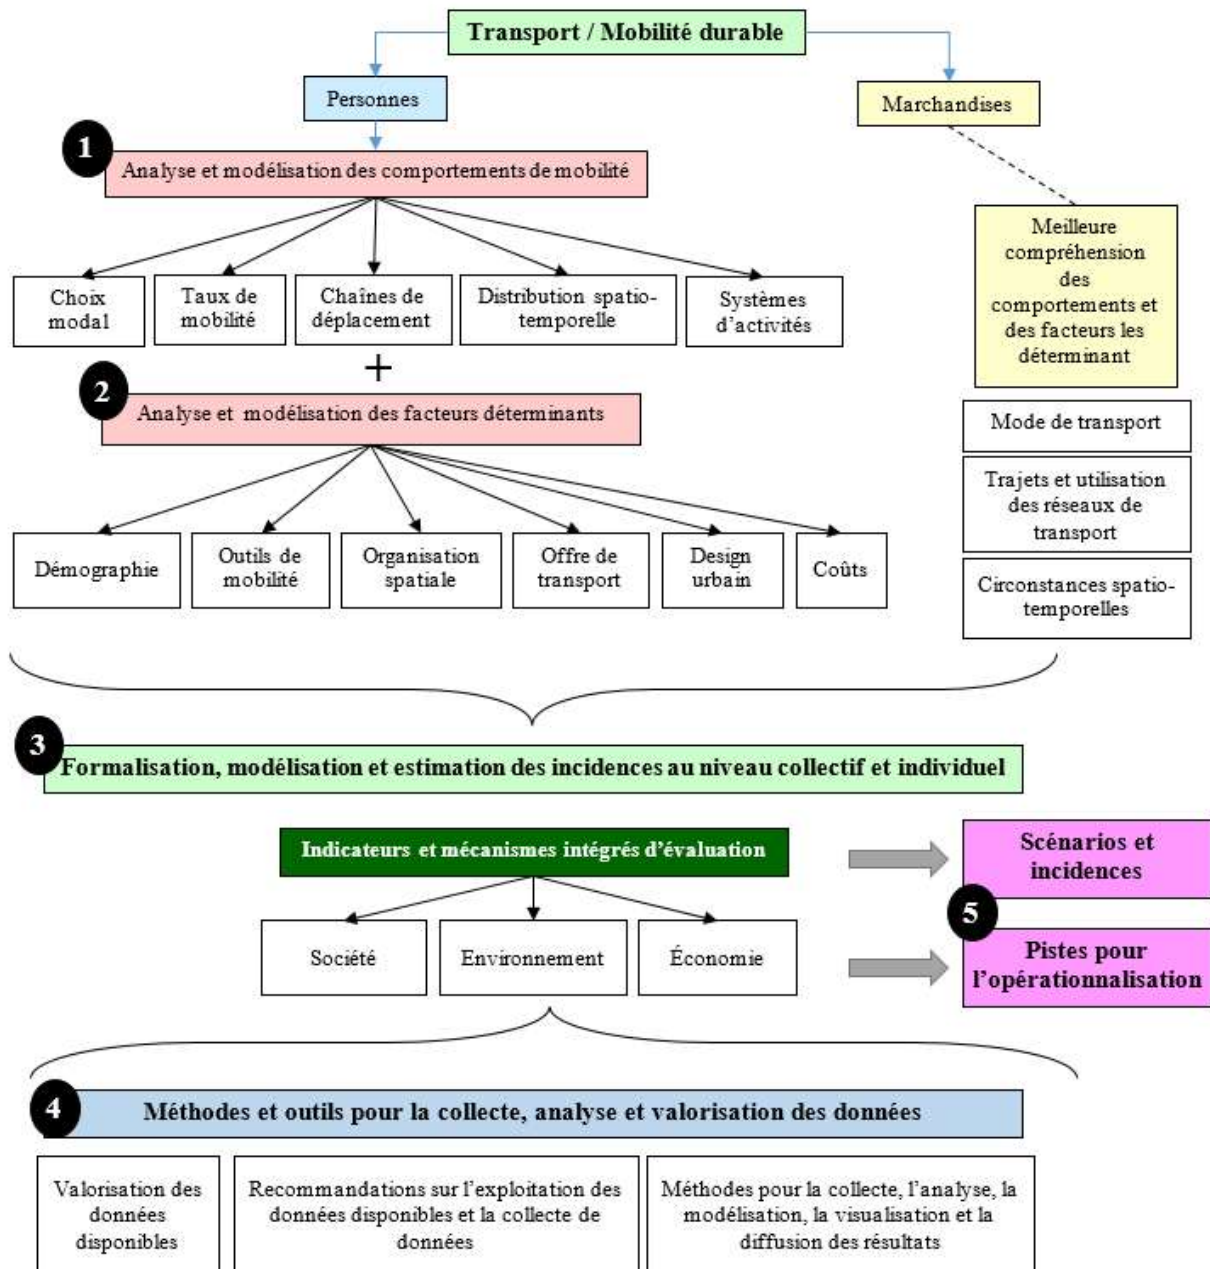 Transport / Mobilité durable
Personnes
Marchandises
1
Analyse et modélisation des comportements de mobilité
Choix
modal
Taux de
mobilité
Chaînes de
déplacement
Distribution spatio-
temporelle
Systèmes
d'activités
Meilleure
compréhension
des
comportements et
des facteurs les
déterminant
+
2
Analyse et modélisation des facteurs déterminants
Mode de transport
Trajets et utilisation
des réseaux de
transport
Circonstances spatio-
temporelles
Démographie
Outils de
mobilité
Organisation
spatiale
Offre de
transport
Design
urbain
Coûts
3
Formalisation, modélisation et estimation des incidences au niveau collectif et individuel
Indicateurs et mécanismes intégrés d'évaluation
Société
Environnement
Économie
Scénarios et
incidences
5
Pistes pour
l'opérationnalisation
4
Méthodes et outils pour la collecte, analyse et valorisation des données
Valorisation des
données
disponibles
Recommandations sur l'exploitation des
données disponibles et la collecte de
données
Méthodes pour la collecte, l'analyse, la
modélisation, la visualisation et la
diffusion des résultats